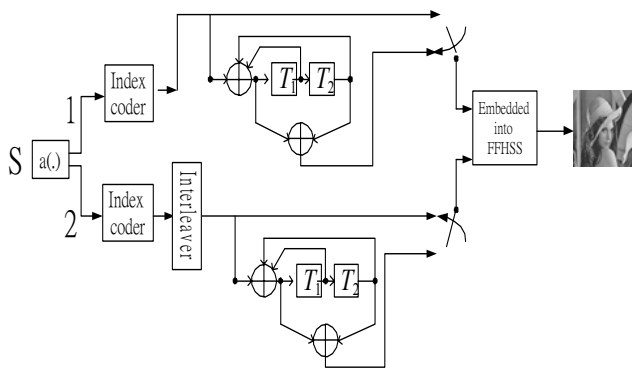 Index
coder
T1
T2
1
S
a(.)
Embedded
into
FFHSS
2
Index
coder
Interleaver
T1
T2